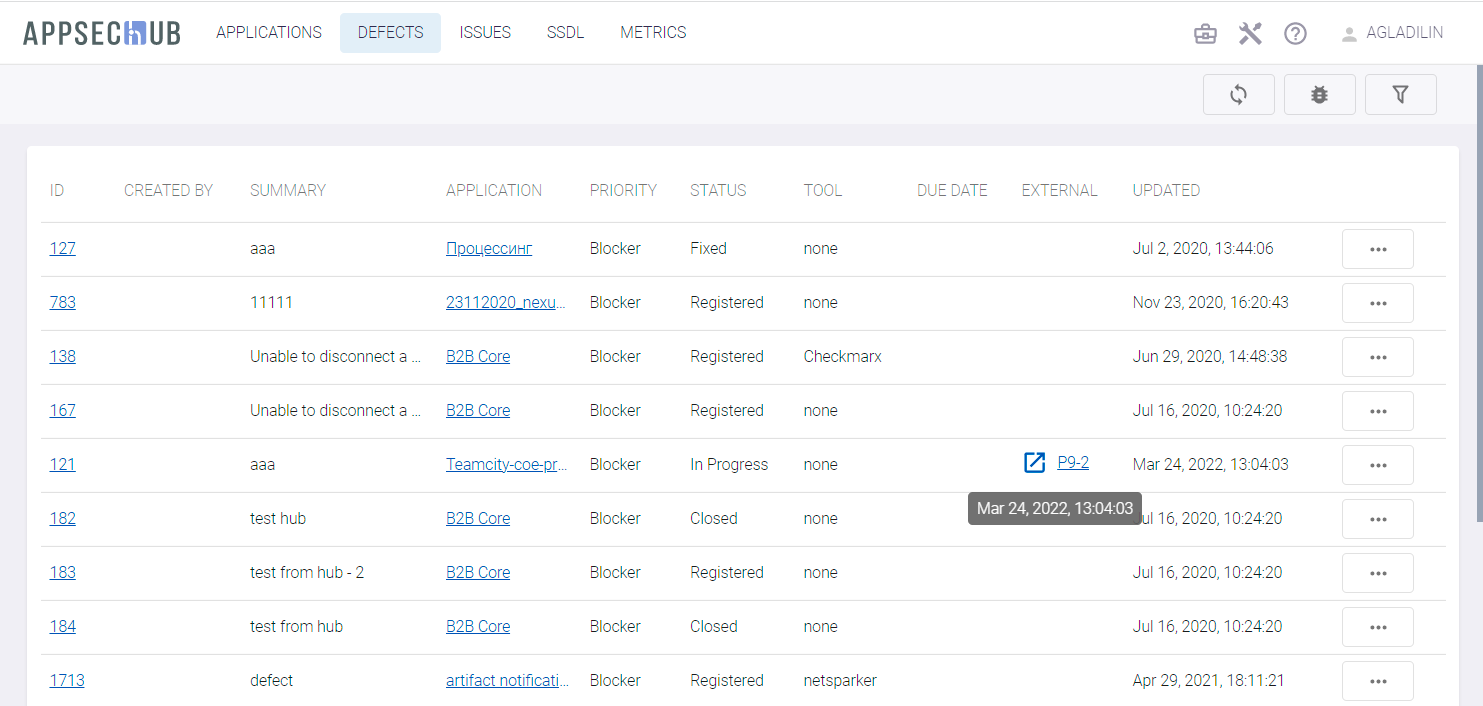 APPSECHUB APPLICATIONS DEFECTS ISSUES SSDL METRICS AGLADILIN
ID CREATED BY SUMMARY APPLICATION PRIORITY STATUS TOOL DUE DATE EXTERNAL UPDATED
127 aaa Процессинг Blocker Fixed none Jul 2, 2020, 13:44:06
783 11111 23112020_nexu... Blocker Registered none Nov 23, 2020, 16:20:43
138 Unable to disconnect a ... B2B Core Blocker Registered Checkmarx Jun 29, 2020, 14:48:38
167 Unable to disconnect a ... B2B Core Blocker Registered none Jul 16, 2020, 10:24:20
121 aaa Teamcity-coe-pr... Blocker In Progress none P9-2 Mar 24, 2022, 13:04:03
Mar 24, 2022, 13:04:03
182 test hub B2B Core Blocker Closed none Jul 16, 2020, 10:24:20
183 test from hub - 2 B2B Core Blocker Registered none Jul 16, 2020, 10:24:20
184 test from hub B2B Core Blocker Closed none Jul 16, 2020, 10:24:20
1713 defect artifact notificati... Blocker Registered netsparker Apr 29, 2021, 18:11:21